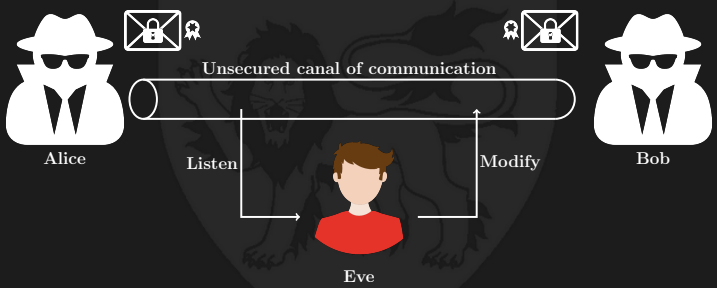 Unsecured canal of communication
Alice
Listen
Modify
Bob
Eve